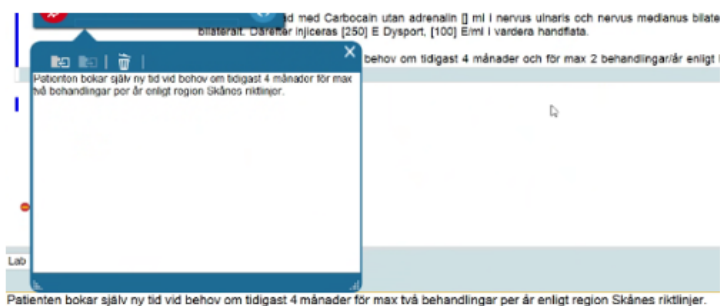 d med Carbocain utan adrenalin [] ml i nervus ulnaris och nervus medianus bilate
bilateralt. Därefter injiceras [250] E Dysport, [100] E/ml i vardera handflata.
behov om tidigast 4 månader och för max 2 behandlingar/år enligt
Patienten bokar själv ny tid vid behov om tidigast 4 månader för max
två behandlingar per år enligt region Skånes riktlinjer.
Lab
Patienten bokar själv ny tid vid behov om tidigast 4 månader för max två behandlingar per år enligt region Skånes riktlinjer.